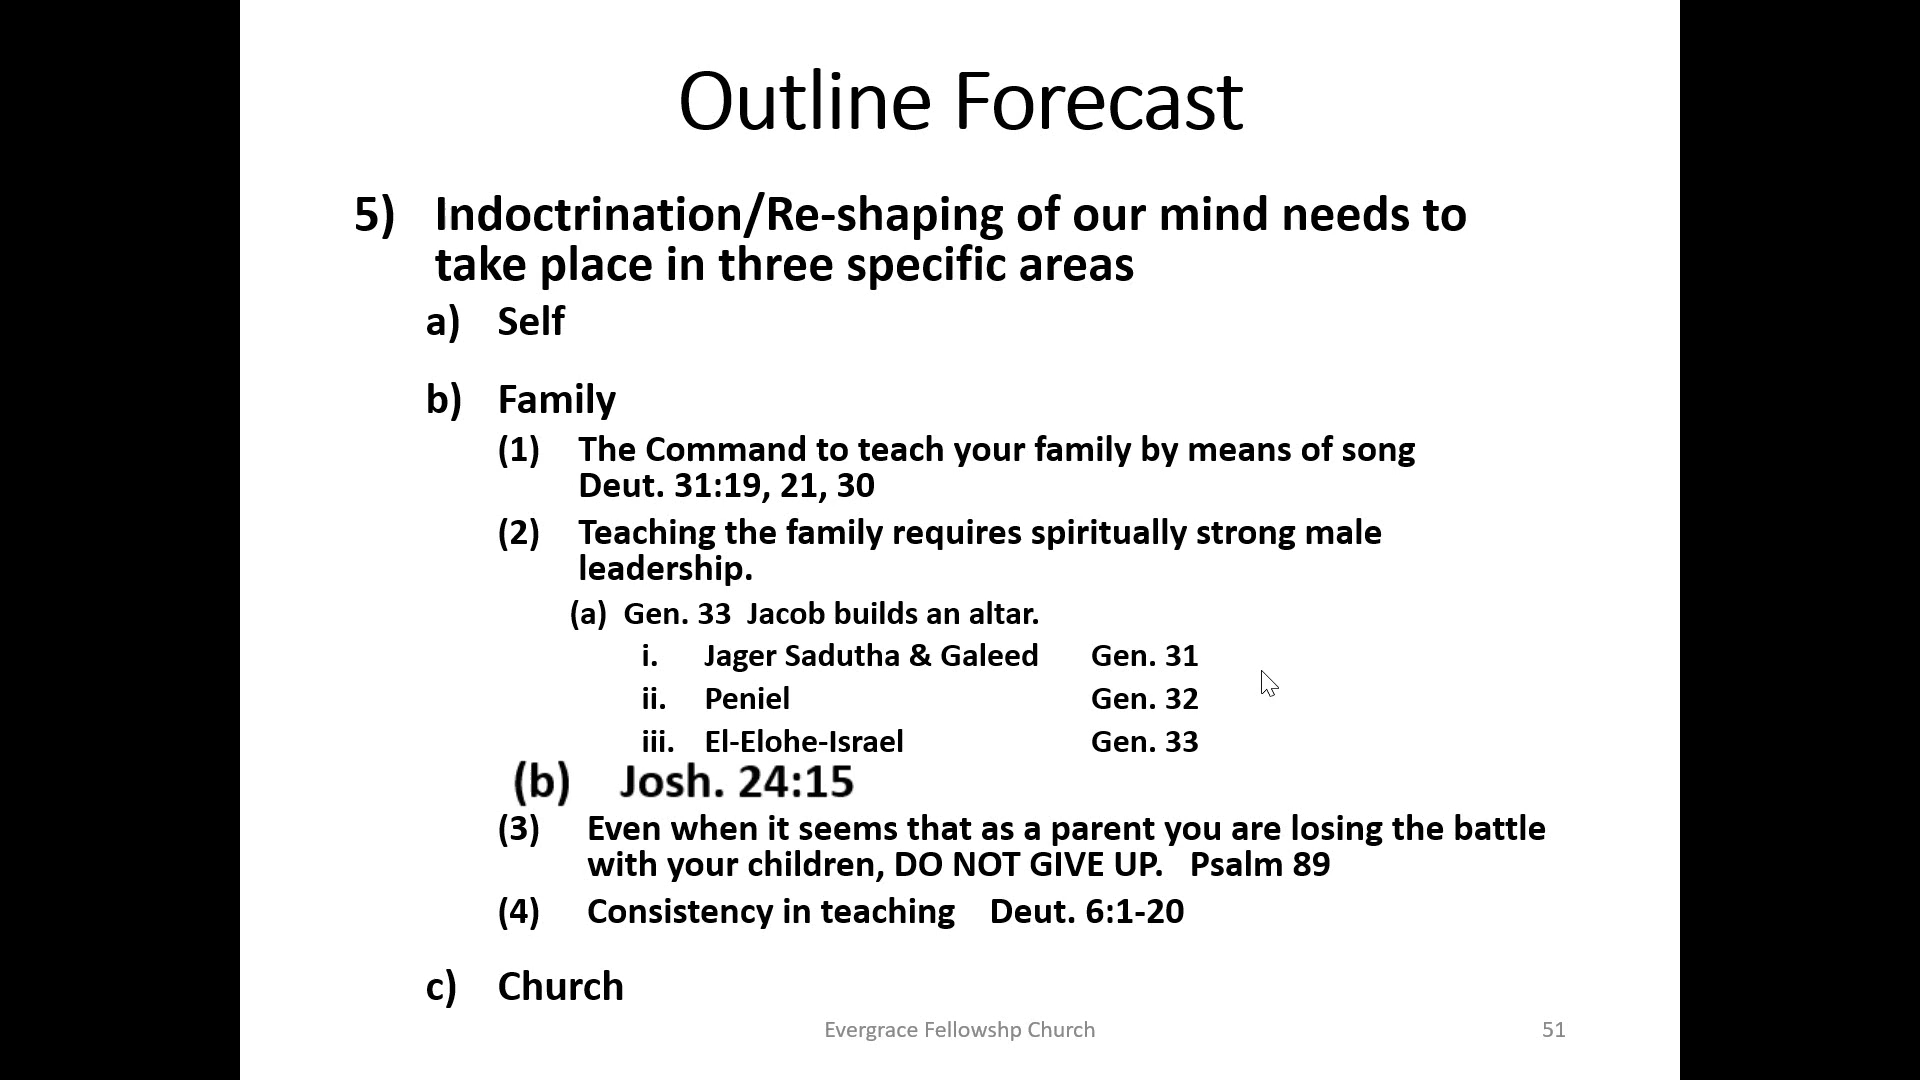 Outline Forecast
5) Indoctrination/Re-shaping of our mind needs to
take place in three specific areas
a) Self
b) Family
(1) The Command to teach your family by means of song
Deut. 31:19, 21, 30
(2) Teaching the family requires spiritually strong male
leadership.
(a) Gen. 33 Jacob builds an altar.
i. Jager Sadutha & Galeed Gen. 31
ii. Peniel Gen. 32
iii. El-Elohe-Israel Gen. 33
(b) Josh. 24:15
(3) Even when it seems that as a parent you are losing the battle
with your children, DO NOT GIVE UP. Psalm 89
(4) Consistency in teaching Deut. 6:1-20
c) Church
Evergrace Fellowshp Church 51